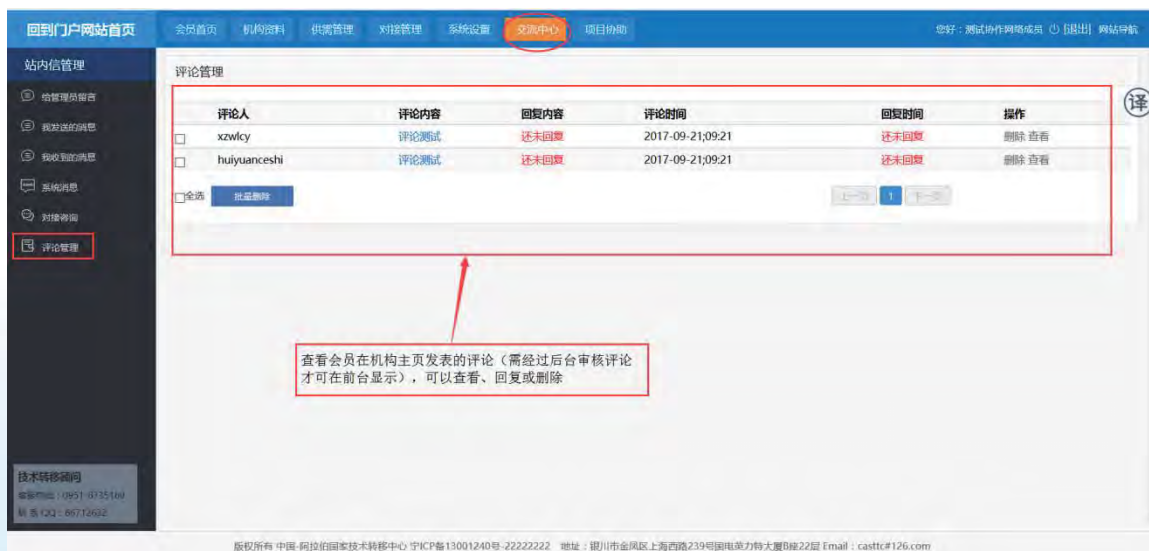 回到门户网站首页 会员首页 机构资料 供需管理 对接管理 系统设置 交流中心 项目协助 您好：测试协作网络成员 [退出] 网站导航
站内信管理
给管理员留言
我发送的消息
我收到的消息
系统消息
对接咨询
评论管理
评论管理
译
评论人 评论内容 回复内容 评论时间 回复时间 操作
xzwlcy 评论测试 还未回复 2017-09-21;09:21 还未回复 删除 查看
huiyuanceshi 评论测试 还未回复 2017-09-21;09:21 还未回复 删除 查看
全选 批量删除 上一页 1 下一页
查看会员在机构主页发表的评论（需经过后台审核评论
才可在前台显示），可以查看、回复或删除
技术转移顾问
版权所有 中国-阿拉伯国家技术转移中心 宁ICP备13001240号-22222222 地址：银川市金凤区上海西路239号国电英力特大厦B座22层 Email：casttc#126.com